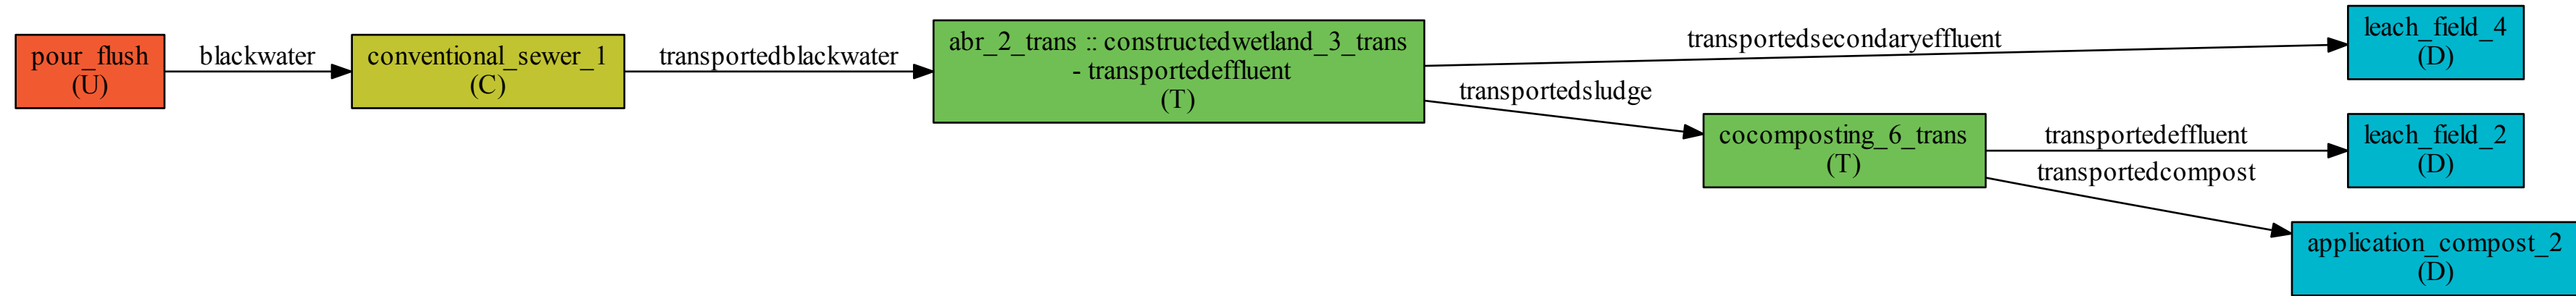 pour_flush
(U)
blackwater
conventional_sewer_1
(C)
transportedblackwater
abr_2_trans :: constructedwetland_3_trans
- transportedeffluent
(T)
transportedsecondaryeffluent
leach_field_4
(D)
transportedsludge
cocomposting_6_trans
(T)
transportedeffluent
leach_field_2
(D)
transportedcompost
application_compost_2
(D)